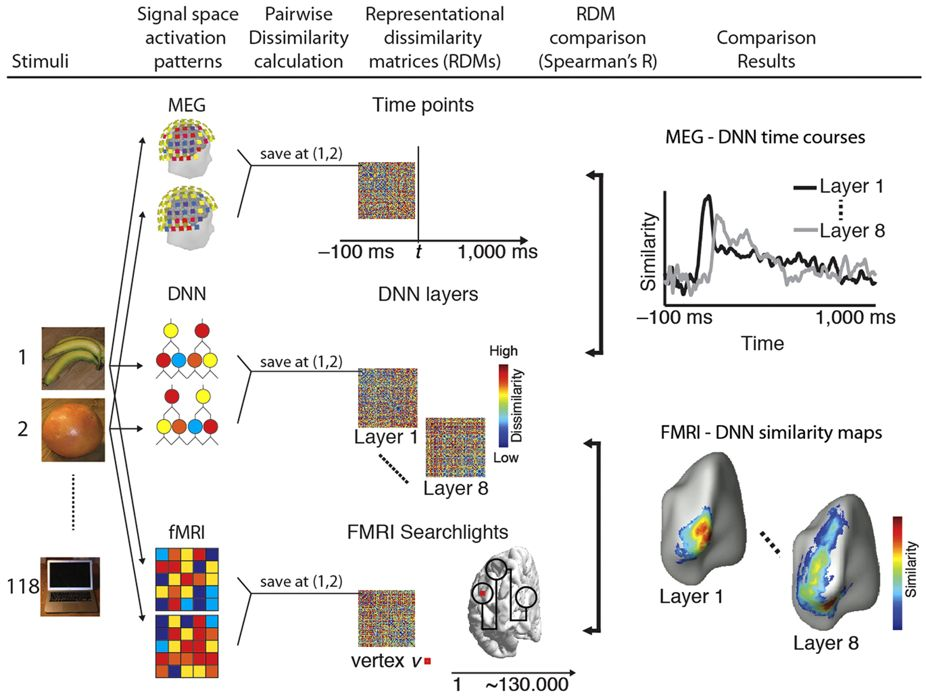 Stimuli
Signal space
activation
patterns
Pairwise
Dissimilarity
calculation
Representational
dissimilarity
matrices (RDMs)
RDM
comparison
(Spearman's R)
Comparison
Results
MEG
save at (1,2)
Time points
−100 ms
t
1,000 ms
MEG - DNN time courses
Layer 1
Layer 8
Similarity
−100 ms
1,000 ms
Time
1
2
118
DNN
save at (1,2)
DNN layers
Layer 1
Layer 8
High
Dissimilarity
Low
FMRI - DNN similarity maps
Layer 1
Layer 8
Similarity
fMRI
save at (1,2)
FMRI Searchlights
vertex v
1
~130.000